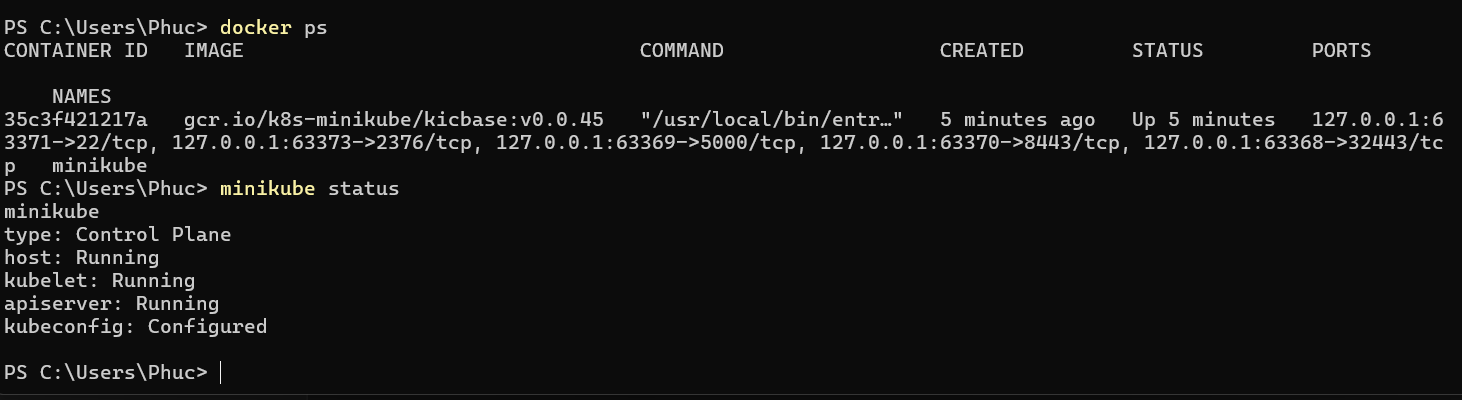 PS C:\Users\Phuc> docker ps
CONTAINER ID   IMAGE                                 COMMAND                  CREATED         STATUS         PORTS
    NAMES
35c3f421217a   gcr.io/k8s-minikube/kicbase:v0.0.45   "/usr/local/bin/entr…"   5 minutes ago   Up 5 minutes   127.0.0.1:6
3371->22/tcp, 127.0.0.1:63373->2376/tcp, 127.0.0.1:63369->5000/tcp, 127.0.0.1:63370->8443/tcp, 127.0.0.1:63368->32443/tc
p   minikube
PS C:\Users\Phuc> minikube status
minikube
type: Control Plane
host: Running
kubelet: Running
apiserver: Running
kubeconfig: Configured
PS C:\Users\Phuc>